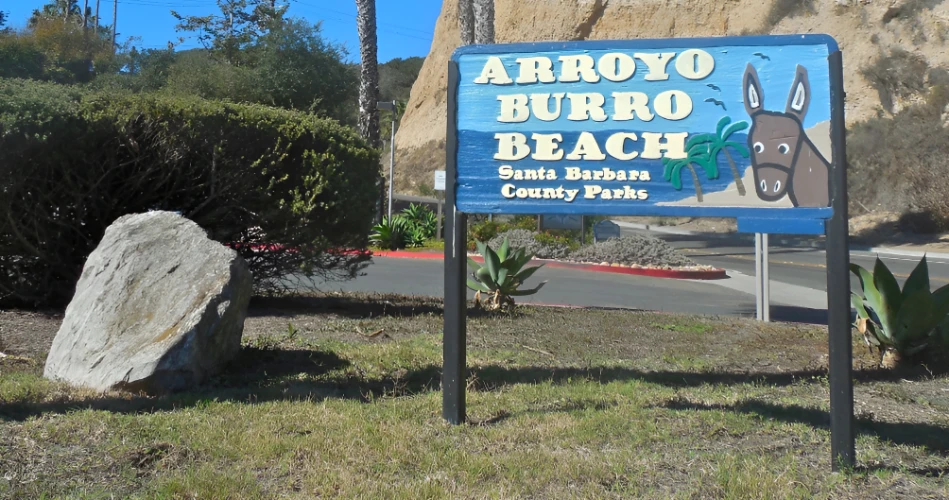 ARROYO
BURRO
BEACH
Santa Barbara
County Parks